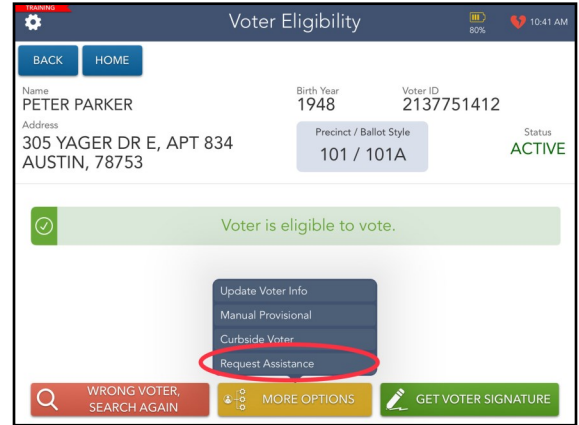 TRAINING
Voter Eligibility
80%
10:41 AM
BACK
HOME
Name
PETER PARKER
Birth Year
1948
Voter ID
2137751412
Address
305 YAGER DR E, APT 834
AUSTIN, 78753
Precinct / Ballot Style
101 / 101A
Status
ACTIVE
Voter is eligible to vote.
Update Voter Info
Manual Provisional
Curbside Voter
Request Assistance
WRONG VOTER,
SEARCH AGAIN
MORE OPTIONS
GET VOTER SIGNATURE